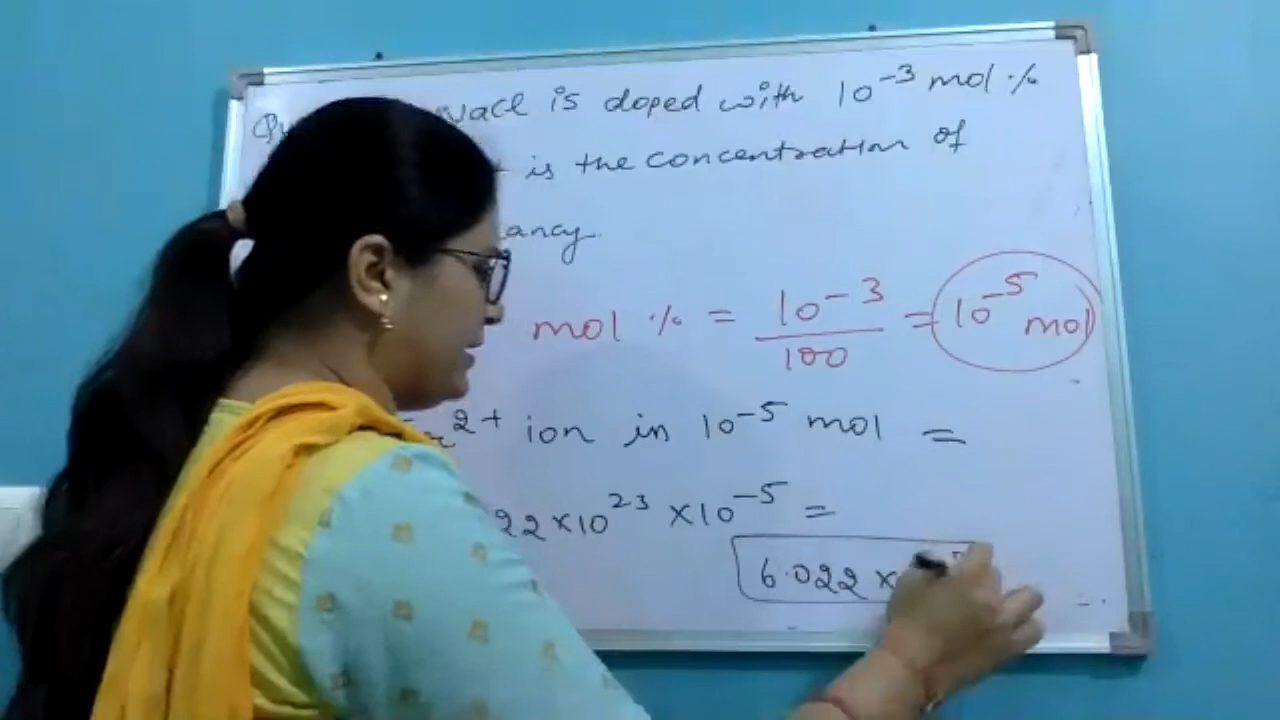 NaCl is doped with 10⁻³ mol %
is the concentration of
ancy.
mol % = 10⁻³/100 = 10⁻⁵ mol
2+ ion in 10⁻⁵ mol =
22 × 10²³ × 10⁻⁵ =
6.022 ×